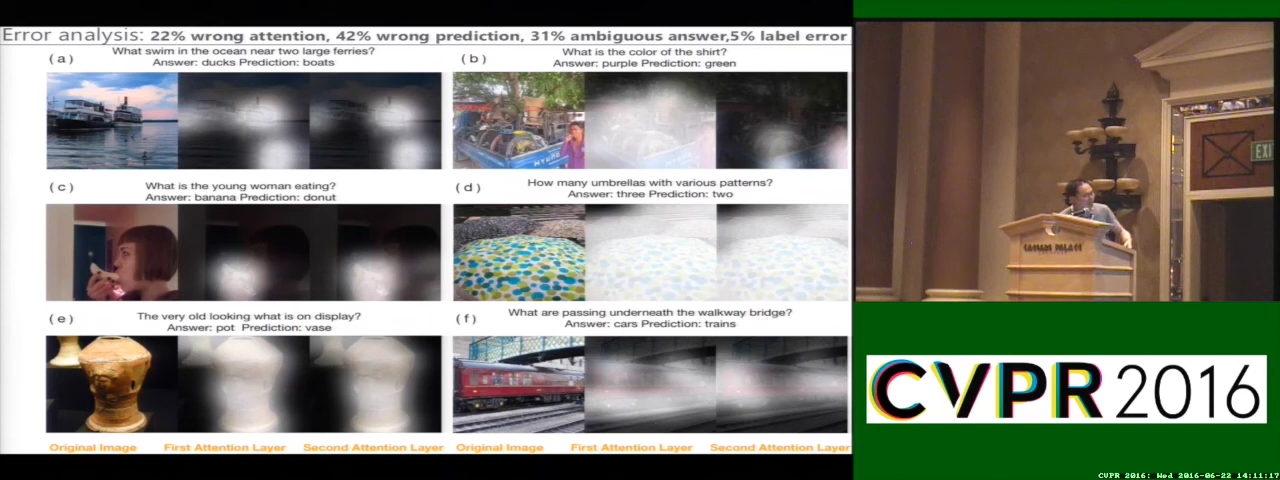 Error analysis: 22% wrong attention, 42% wrong prediction, 31% ambiguous answer,5% label error
(a)
What swim in the ocean near two large ferries?
Answer: ducks Prediction: boats
(b)
What is the color of the shirt?
Answer: purple Prediction: green
(c)
What is the young woman eating?
Answer: banana Prediction: donut
(d)
How many umbrellas with various patterns?
Answer: three Prediction: two
(e)
The very old looking what is on display?
Answer: pot Prediction: vase
(f)
What are passing underneath the walkway bridge?
Answer: cars Prediction: trains
Original Image First Attention Layer Second Attention Layer
Original Image First Attention Layer Second Attention Layer
EXI
CAESARS PALACE
CVPR 2016
CVPR 2016: Wed 2016-06-22 14:11:17